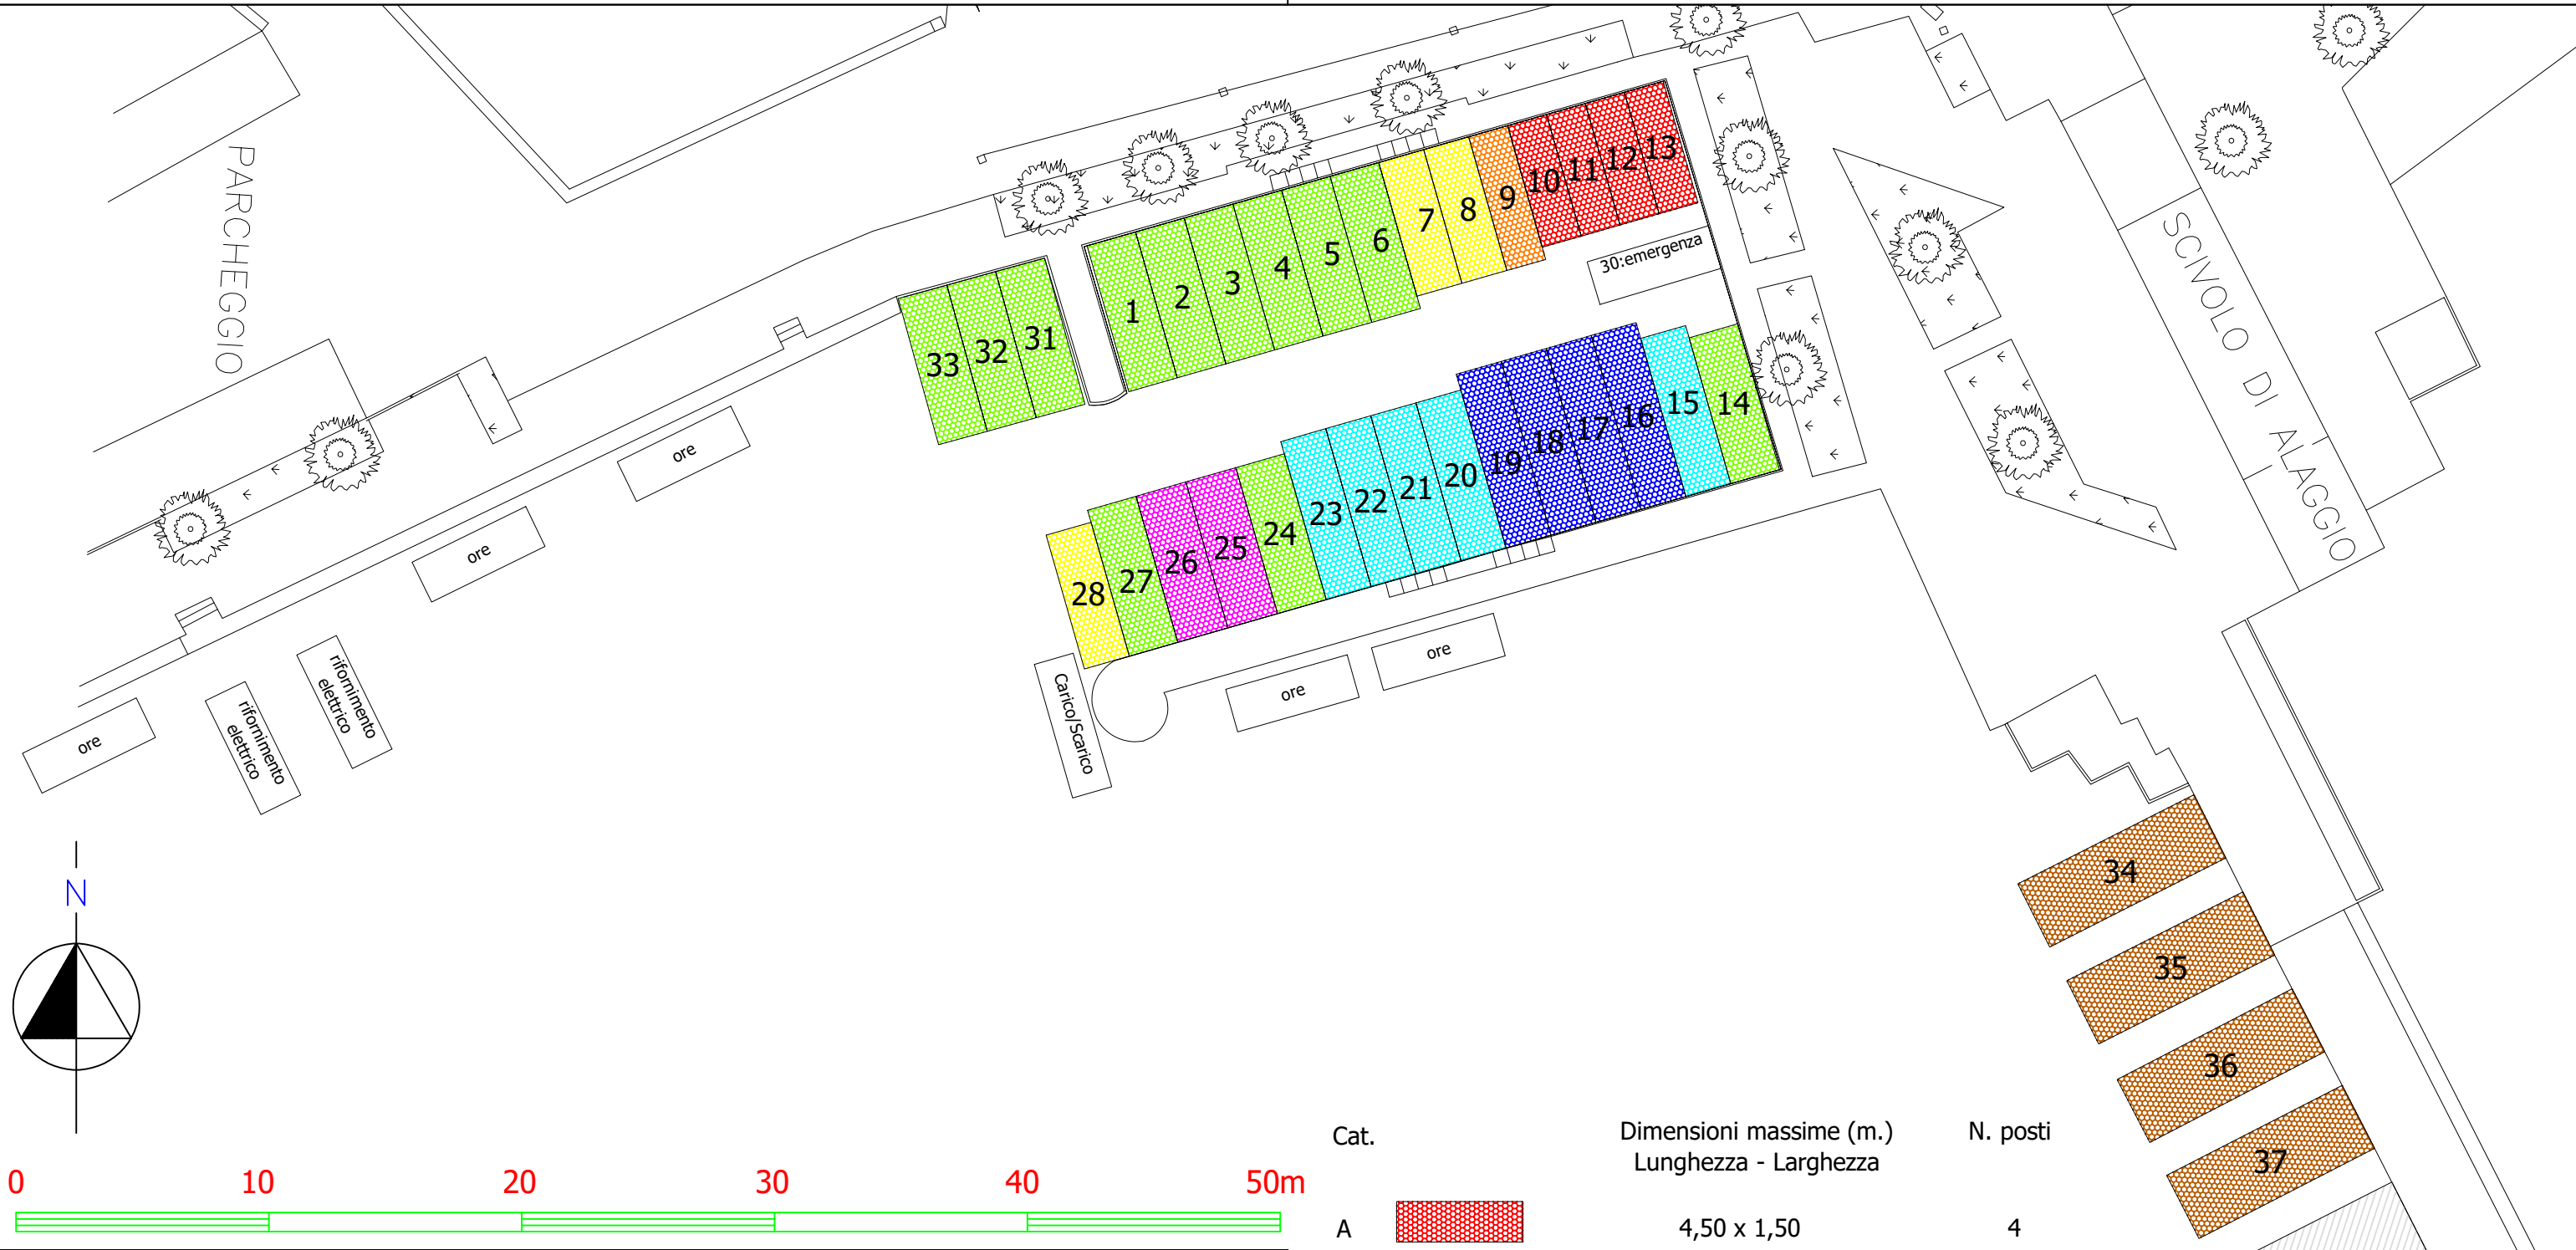 PARCHEGGIO
SCIVOLO DI ALAGGIO
33
32
31
1
2
3
4
5
6
7
8
9
10
11
12
13
30:emergenza
28
27
26
25
24
23
22
21
20
19
18
17
16
15
14
ore
ore
ore
rifornimento
elettrico
rifornimento
elettrico
Carico/Scarico
ore
ore
34
35
36
37
N
0 10 20 30 40 50m
Cat.
Dimensioni massime (m.)
Lunghezza - Larghezza
N. posti
A
4,50 x 1,50
4